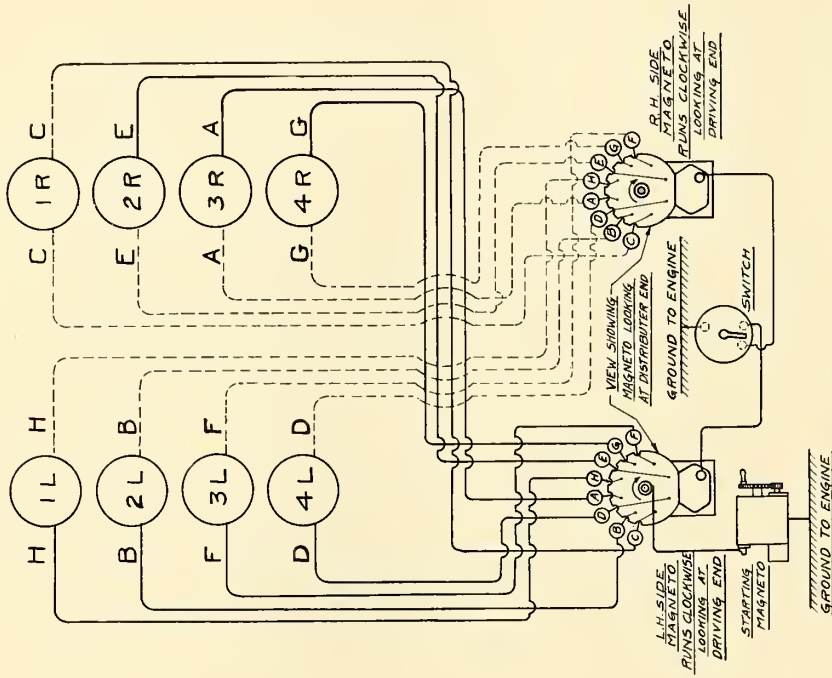 H 1L H
B 2L B
F 3L F
D 4L D
C 1R C
E 2R E
A 3R A
G 4R G
C B D A H E G F
L.H. SIDE
MAGNETO
RUNS CLOCKWISE
LOOKING AT
DRIVING END
VIEW SHOWING
MAGNETO LOOKING
AT DISTRIBUTER END
C B D A H E G F
R.H. SIDE
MAGNETO
RUNS CLOCKWISE
LOOKING AT
DRIVING END
GROUND TO ENGINE
SWITCH
STARTING
MAGNETO
GROUND TO ENGINE